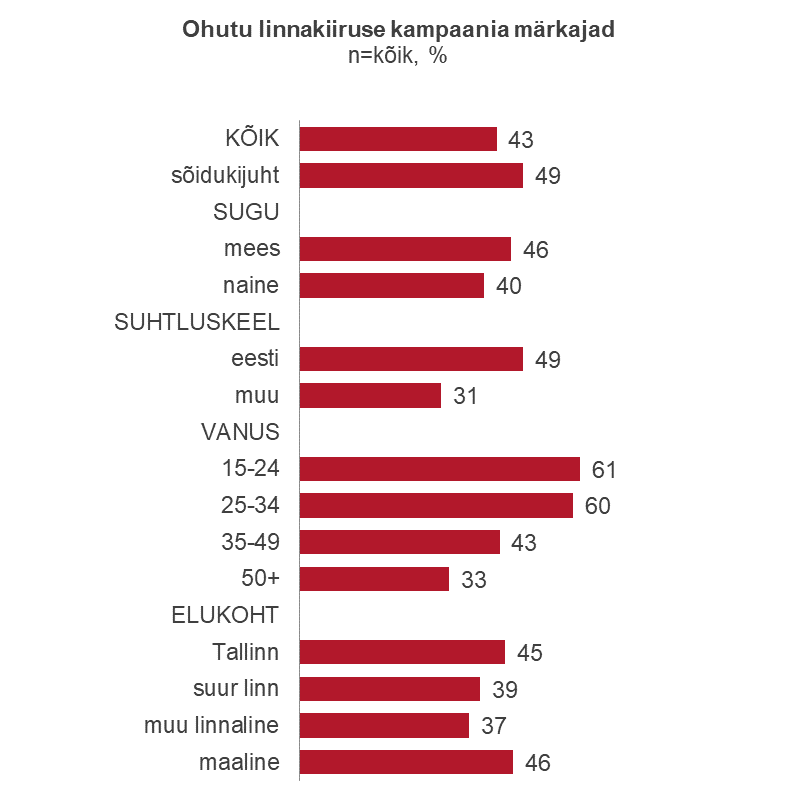 Ohutu linnakiiruse kampaania märkajad
n=kõik, %
KÕIK 43
sõidukijuht 49
SUGU
mees 46
naine 40
SUHTLUSKEEL
eesti 49
muu 31
VANUS
15-24 61
25-34 60
35-49 43
50+ 33
ELUKOHT
Tallinn 45
suur linn 39
muu linnaline 37
maaline 46